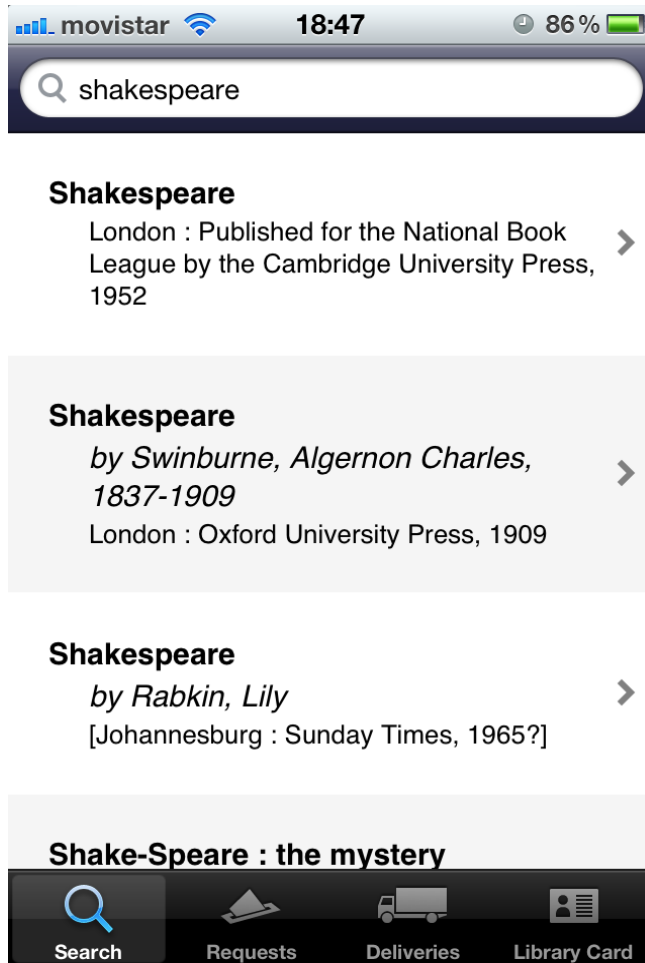 movistar 18:47 86%
shakespeare
Shakespeare
London : Published for the National Book
League by the Cambridge University Press,
1952
Shakespeare
by Swinburne, Algernon Charles,
1837-1909
London : Oxford University Press, 1909
Shakespeare
by Rabkin, Lily
[Johannesburg : Sunday Times, 1965?]
Shake-Speare : the mystery
Search Requests Deliveries Library Card